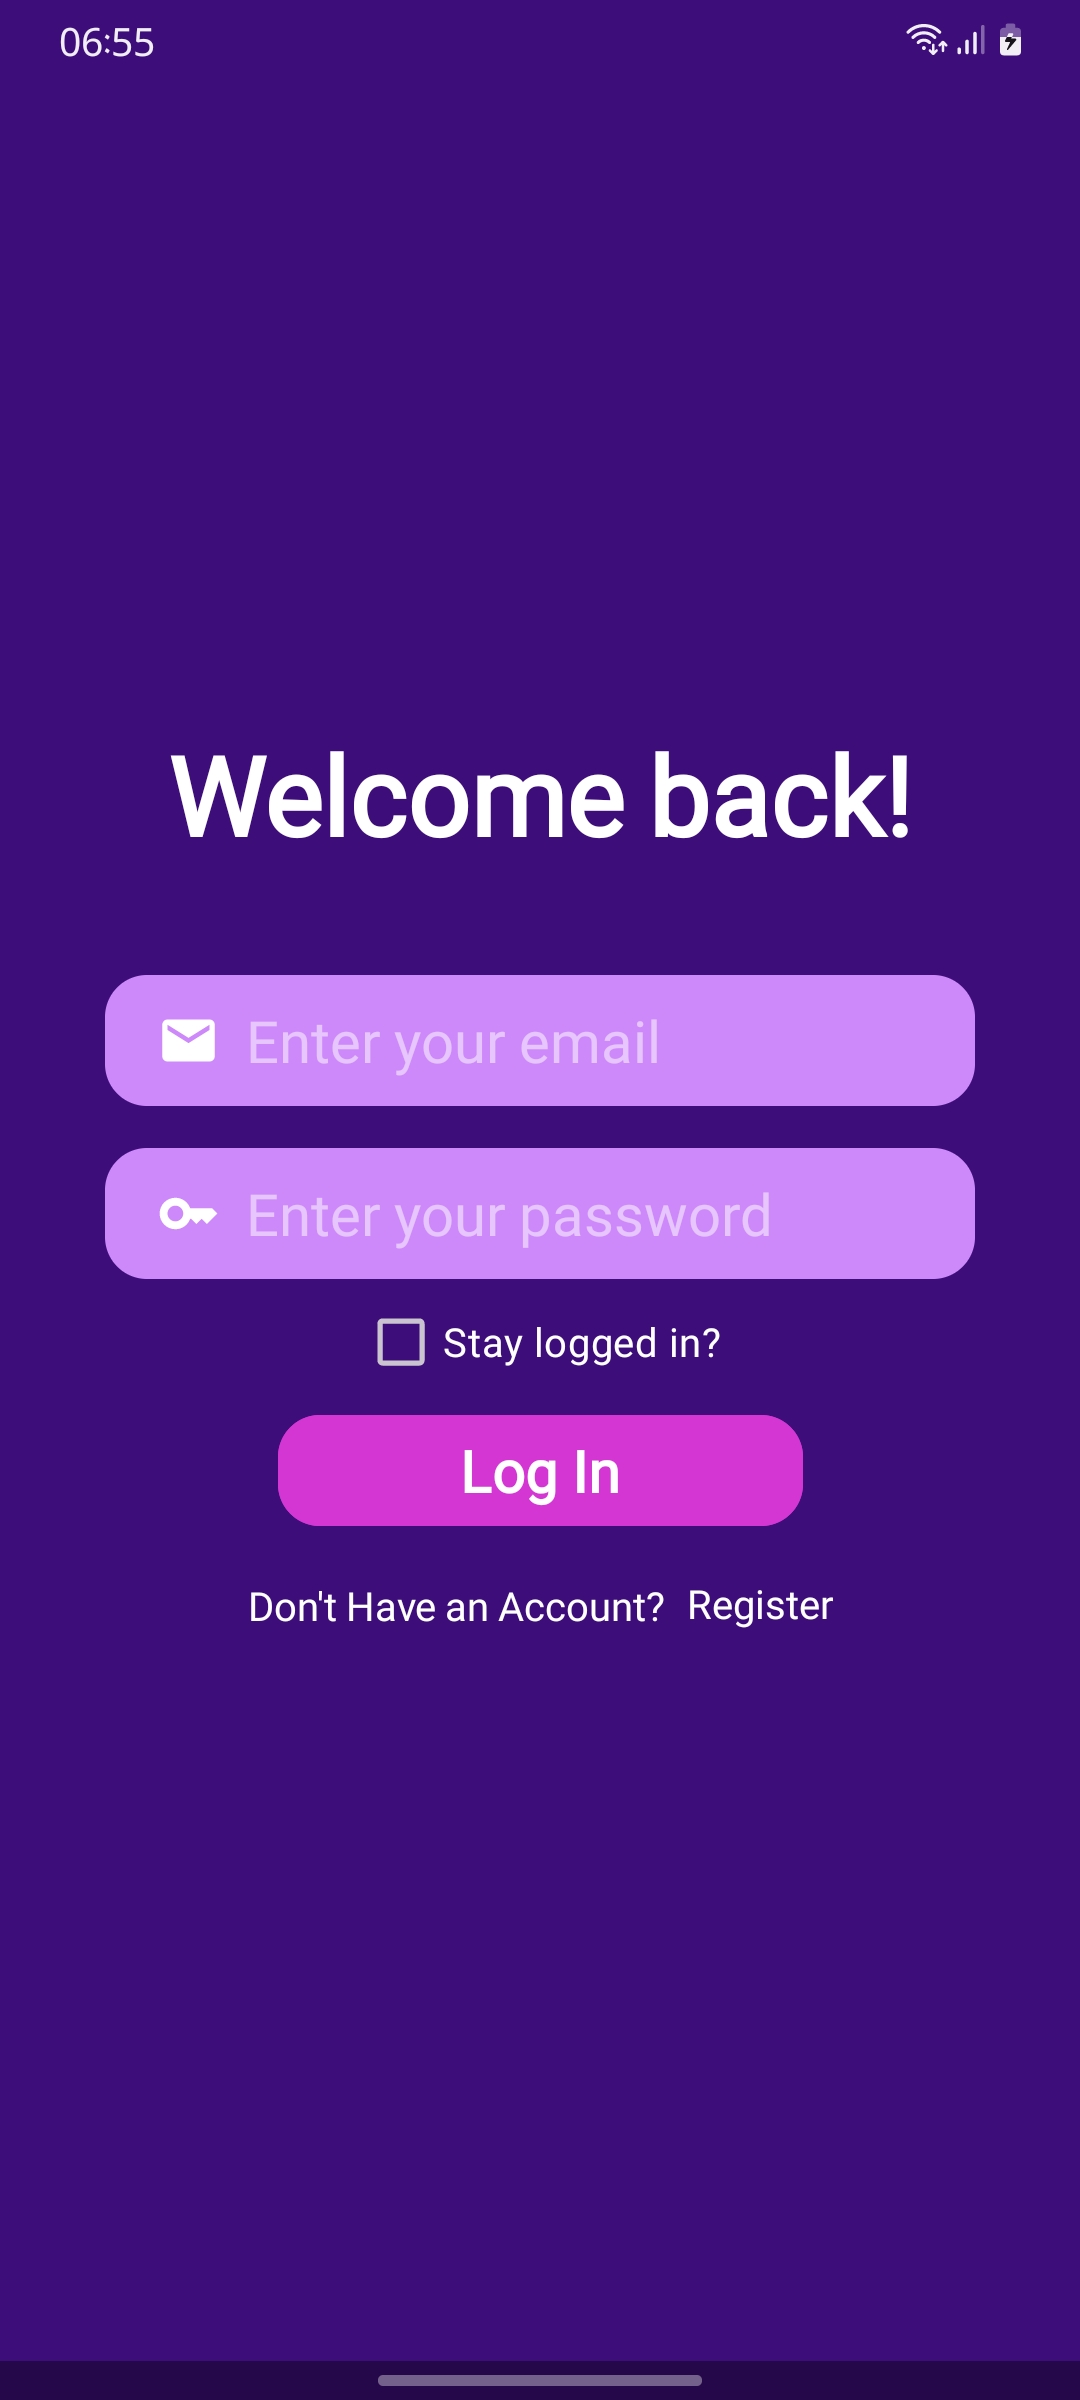 06:55
Welcome back!
Enter your email
Enter your password
Stay logged in?
Log In
Don't Have an Account? Register